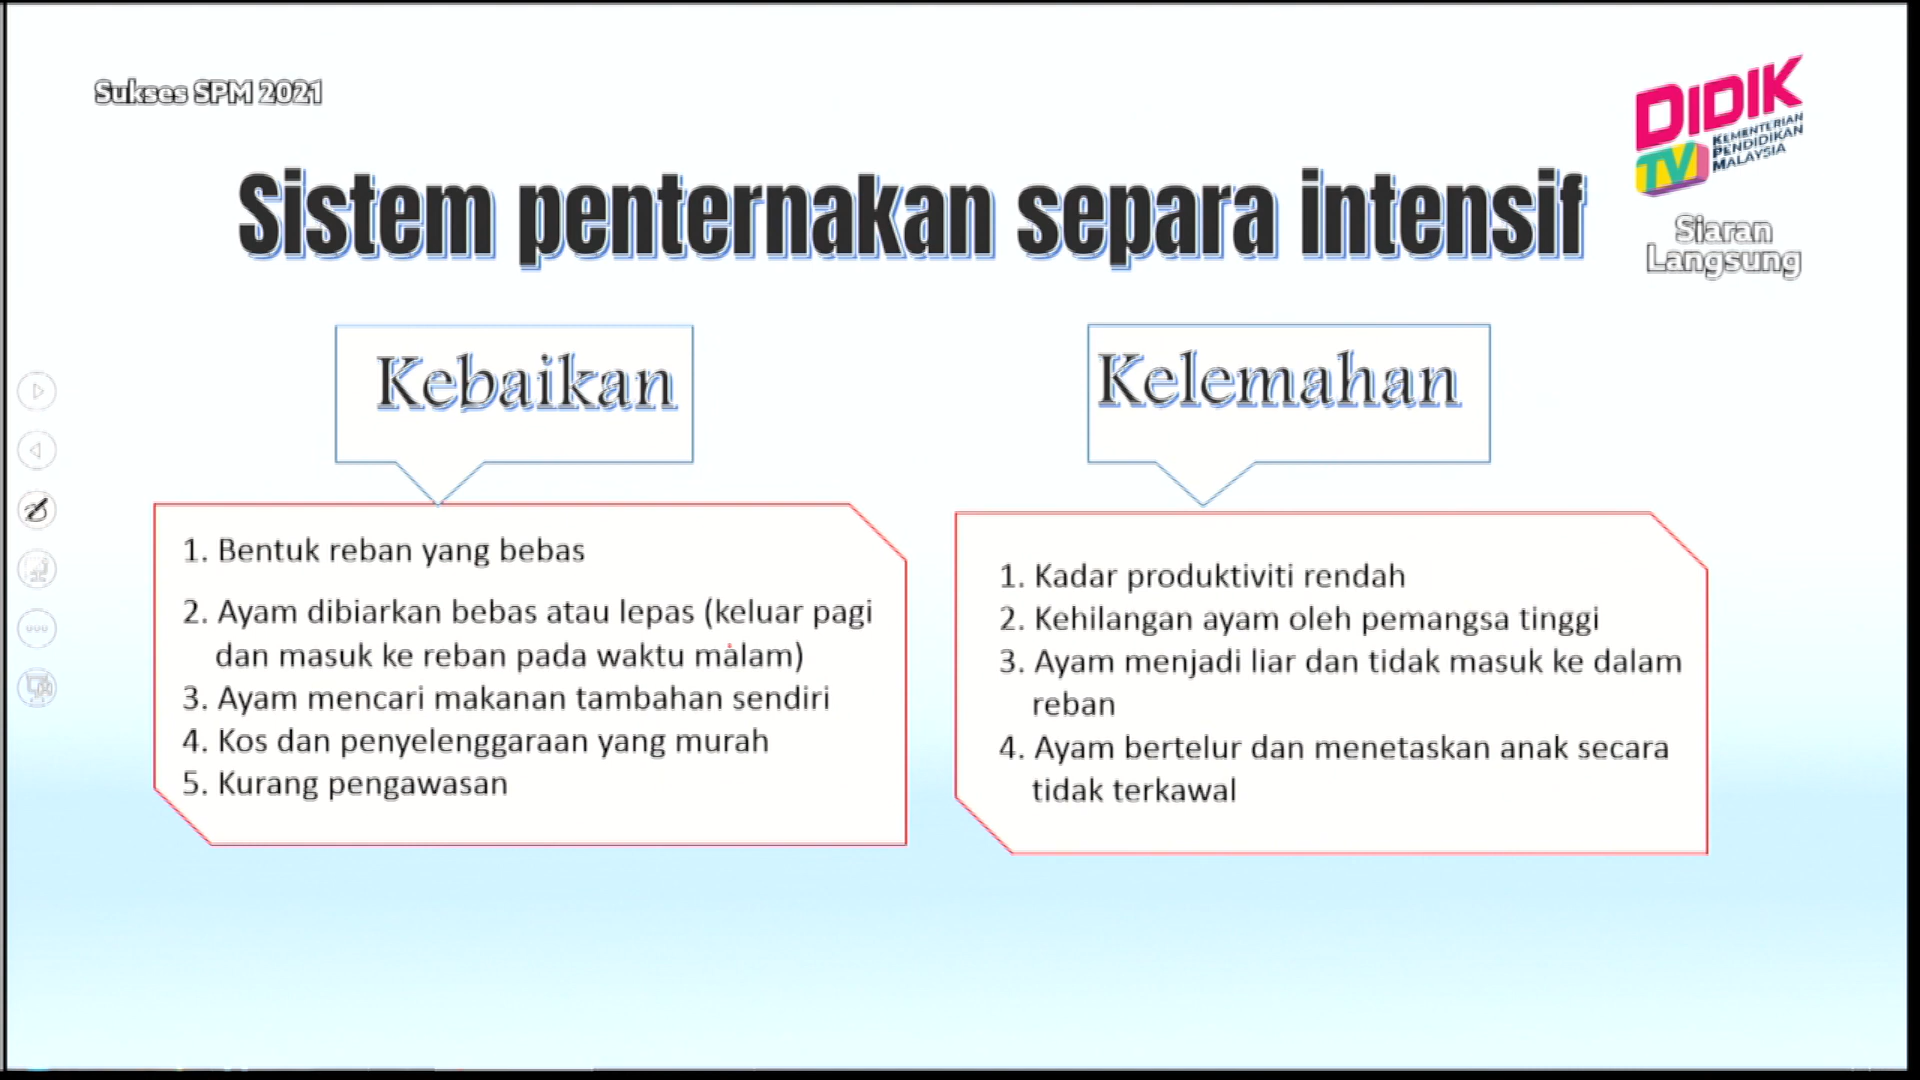 Sukses SPM 2021
DIDIK
TV
KEMENTERIAN
PENDIDIKAN
MALAYSIA
Siaran
Langsung
Sistem penternakan separa intensif
Kebaikan
1. Bentuk reban yang bebas
2. Ayam dibiarkan bebas atau lepas (keluar pagi
dan masuk ke reban pada waktu malam)
3. Ayam mencari makanan tambahan sendiri
4. Kos dan penyelenggaraan yang murah
5. Kurang pengawasan
Kelemahan
1. Kadar produktiviti rendah
2. Kehilangan ayam oleh pemangsa tinggi
3. Ayam menjadi liar dan tidak masuk ke dalam
reban
4. Ayam bertelur dan menetaskan anak secara
tidak terkawal